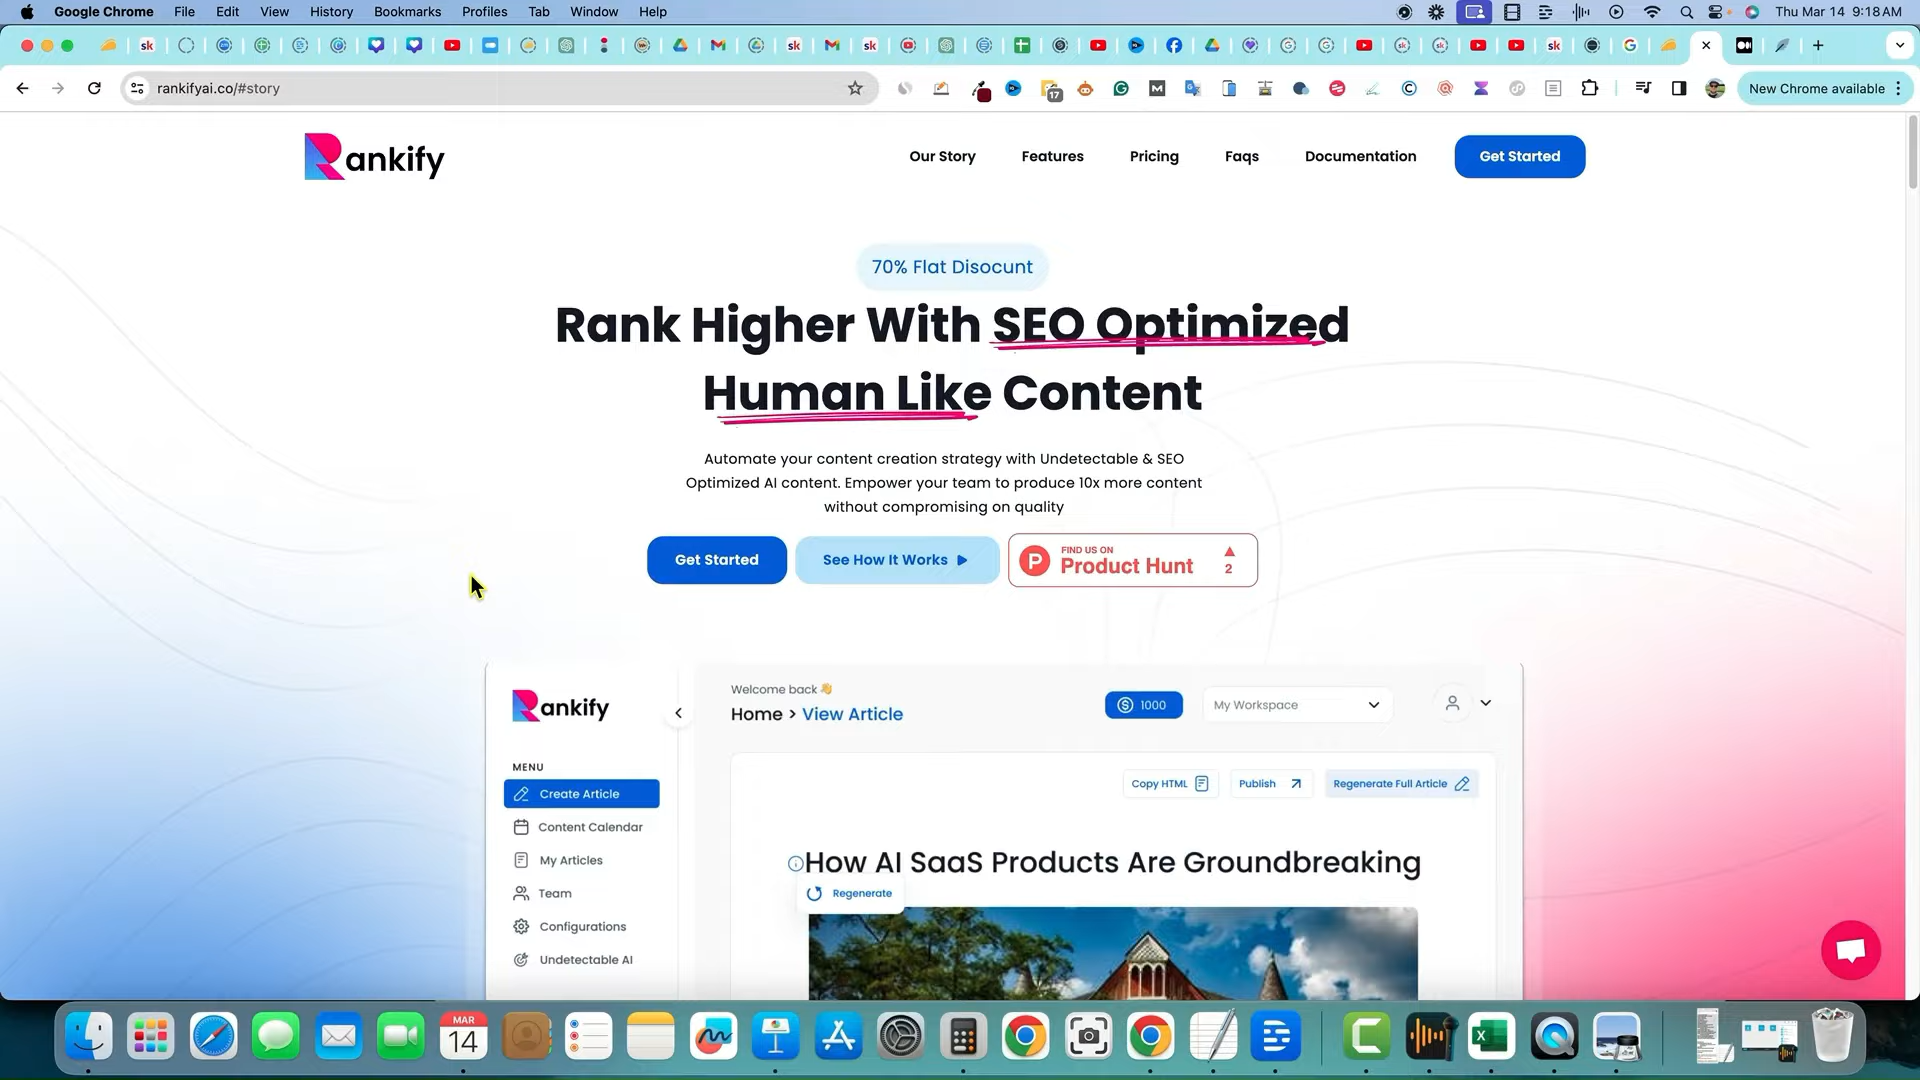 Google Chrome File Edit View History Bookmarks Profiles Tab Window Help Thu Mar 14 9:18 AM
rankifyai.co/#story
17
New Chrome available
Rankify
Our Story Features Pricing Faqs Documentation Get Started
70% Flat Disocunt
Rank Higher With SEO Optimized
Human Like Content
Automate your content creation strategy with Undetectable & SEO
Optimized AI content. Empower your team to produce 10x more content
without compromising on quality
Get Started See How It Works
FIND US ON
Product Hunt
2
Rankify
Welcome back 👋
Home > View Article
1000
My Workspace
MENU
Create Article
Content Calendar
My Articles
Team
Configurations
Undetectable AI
Copy HTML Publish Regenerate Full Article
How AI SaaS Products Are Groundbreaking
Regenerate
MAR
14